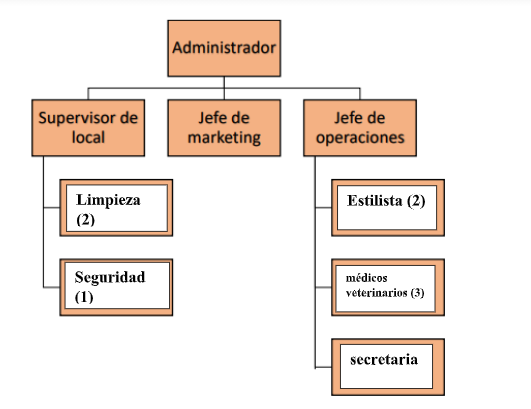 Administrador
Supervisor de
local
Jefe de
marketing
Jefe de
operaciones
Limpieza
(2)
Seguridad
(1)
Estilista (2)
médicos
veterinarios (3)
secretaria